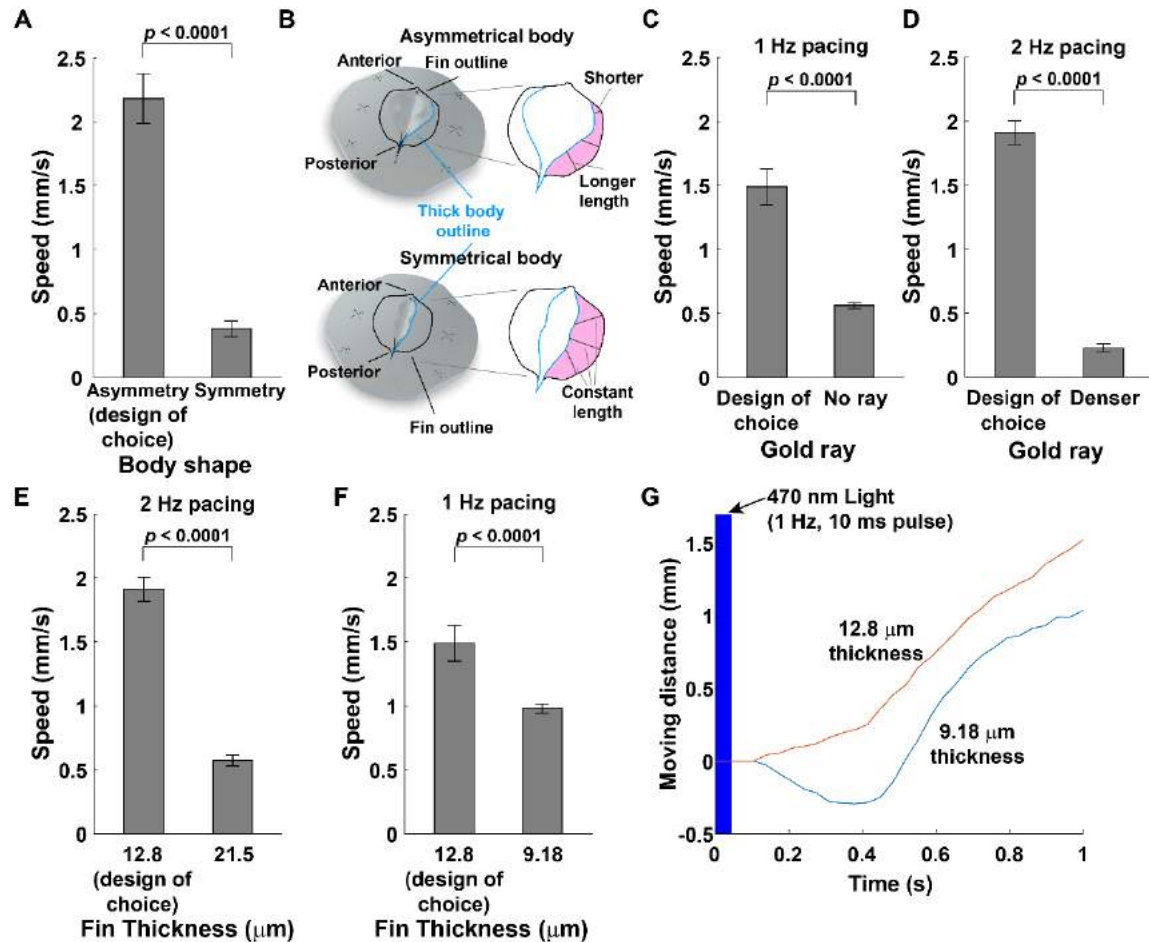 A
p < 0.0001
2.5
2
1.5
1
0.5
0
Speed (mm/s)
Asymmetry
(design of
choice)
Symmetry
Body shape
B
Asymmetrical body
Anterior
Fin outline
Shorter
Posterior
Longer
length
Thick body
outline
Symmetrical body
Anterior
Posterior
Constant
length
Fin outline
C
1 Hz pacing
p < 0.0001
2.5
2
1.5
1
0.5
0
Speed (mm/s)
Design of
choice
No ray
Gold ray
D
2 Hz pacing
p < 0.0001
2.5
2
1.5
1
0.5
0
Speed (mm/s)
Design of
choice
Denser
Gold ray
E
2 Hz pacing
p < 0.0001
2.5
2
1.5
1
0.5
0
Speed (mm/s)
12.8
(design of
choice)
21.5
Fin Thickness (μm)
F
1 Hz pacing
p < 0.0001
2.5
2
1.5
1
0.5
0
Speed (mm/s)
12.8
(design of
choice)
9.18
Fin Thickness (μm)
G
470 nm Light
(1 Hz, 10 ms pulse)
1.5
1
0.5
0
-0.5
Moving distance (mm)
12.8 μm
thickness
9.18 μm
thickness
0 0.2 0.4 0.6 0.8 1
Time (s)